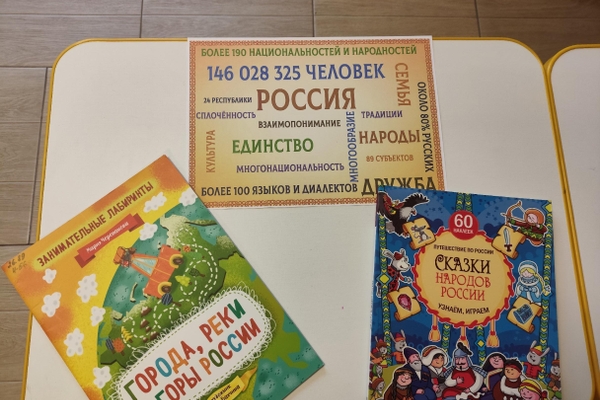 БОЛЕЕ 190 НАЦИОНАЛЬНОСТЕЙ И НАРОДНОСТЕЙ
146 028 325 ЧЕЛОВЕК
СЕМЬЯ
24 РЕСПУБЛИКИ
РОССИЯ
ОКОЛО 80% РУССКИХ
СПЛОЧЁННОСТЬ
ТРАДИЦИИ
ВЗАИМОПОНИМАНИЕ
КУЛЬТУРА
ЕДИНСТВО
МНОГООБРАЗИЕ
НАРОДЫ
89 СУБЪЕКТОВ
МНОГОНАЦИОНАЛЬНОСТЬ
БОЛЕЕ 100 ЯЗЫКОВ И ДИАЛЕКТОВ
ДРУЖБА
ЗАНИМАТЕЛЬНЫЕ ЛАБИРИНТЫ
ГОРОДА, РЕКИ
ГОРЫ РОССИИ
60
НАКЛЕЕК
ПУТЕШЕСТВУЕМ ПО РОССИИ
СКАЗКИ
НАРОДОВ
РОССИИ
УЗНАЕМ, ИГРАЕМ